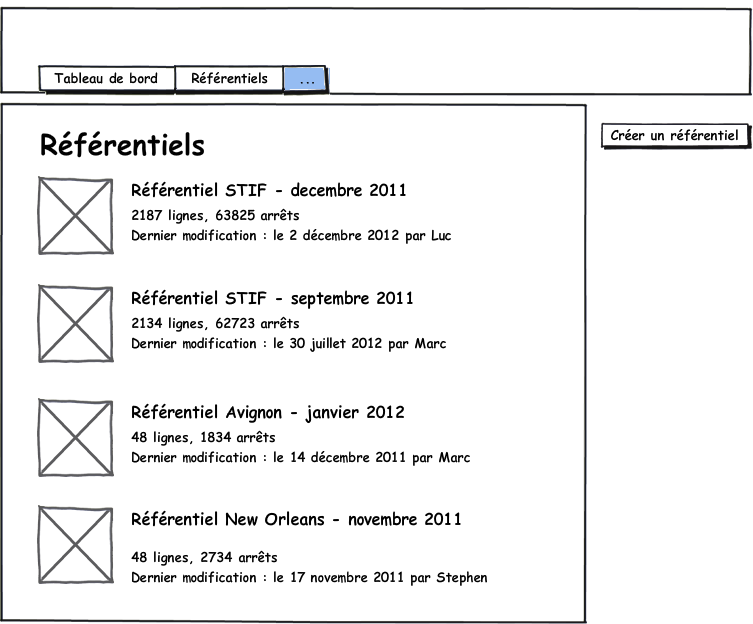 Tableau de bord
Référentiels
...
Créer un référentiel
Référentiels
Référentiel STIF - decembre 2011
2187 lignes, 63825 arrêts
Dernier modification : le 2 décembre 2012 par Luc
Référentiel STIF - septembre 2011
2134 lignes, 62723 arrêts
Dernier modification : le 30 juillet 2012 par Marc
Référentiel Avignon - janvier 2012
48 lignes, 1834 arrêts
Dernier modification : le 14 décembre 2011 par Marc
Référentiel New Orleans - novembre 2011
48 lignes, 2734 arrêts
Dernier modification : le 17 novembre 2011 par Stephen